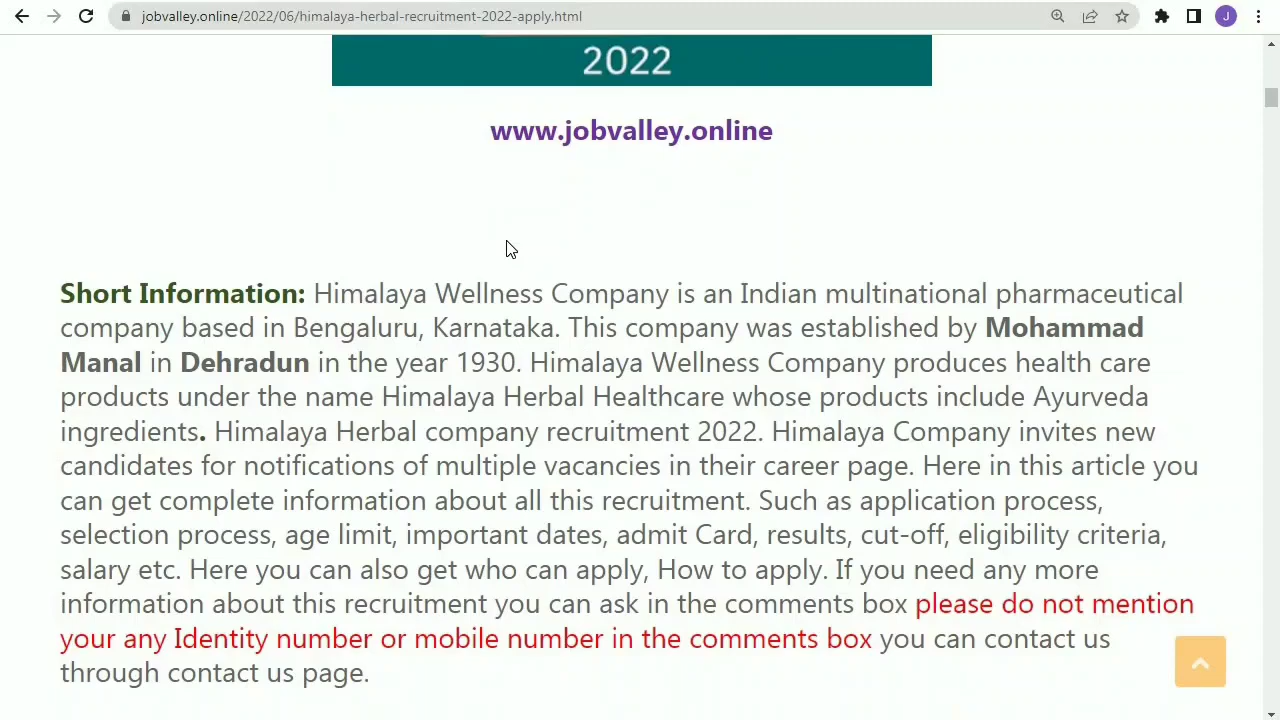 jobvalley.online/2022/06/himalaya-herbal-recruitment-2022-apply.html
J
2022
www.jobvalley.online
Short Information: Himalaya Wellness Company is an Indian multinational pharmaceutical
company based in Bengaluru, Karnataka. This company was established by Mohammad
Manal in Dehradun in the year 1930. Himalaya Wellness Company produces health care
products under the name Himalaya Herbal Healthcare whose products include Ayurveda
ingredients. Himalaya Herbal company recruitment 2022. Himalaya Company invites new
candidates for notifications of multiple vacancies in their career page. Here in this article you
can get complete information about all this recruitment. Such as application process,
selection process, age limit, important dates, admit Card, results, cut-off, eligibility criteria,
salary etc. Here you can also get who can apply, How to apply. If you need any more
information about this recruitment you can ask in the comments box please do not mention
your any Identity number or mobile number in the comments box you can contact us
through contact us page.